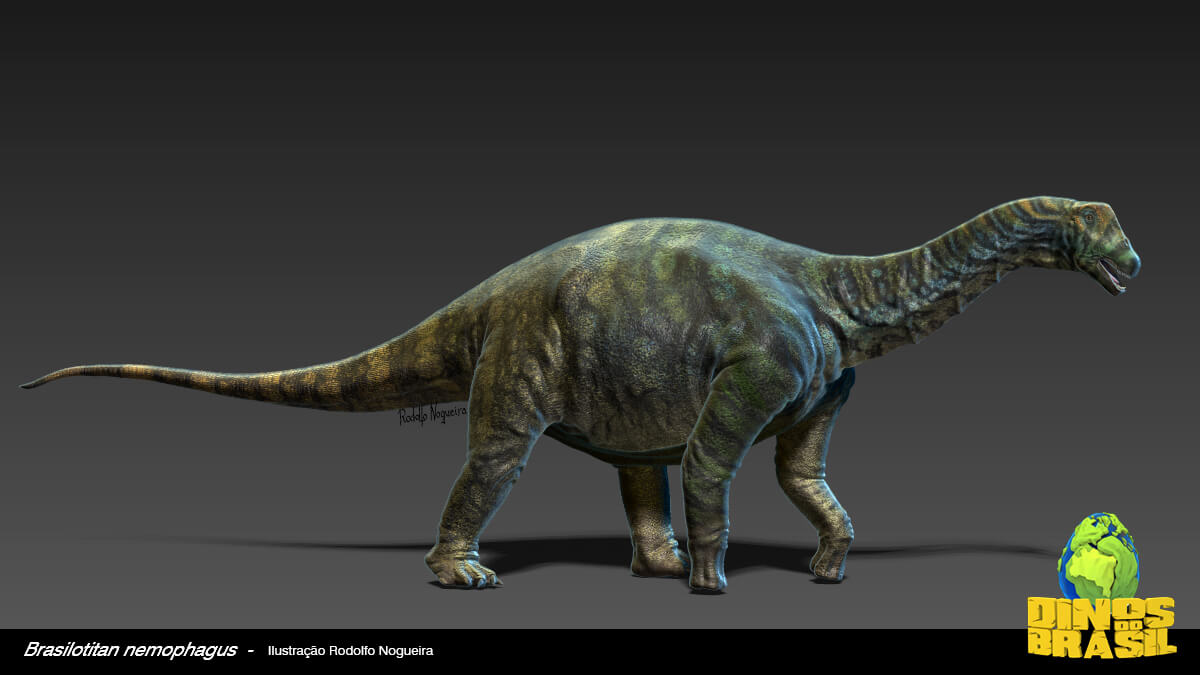 Rodolfo Nogueira
Brasilotitan nemophagus - Ilustração Rodolfo Nogueira
DINOS
DO
BRASIL